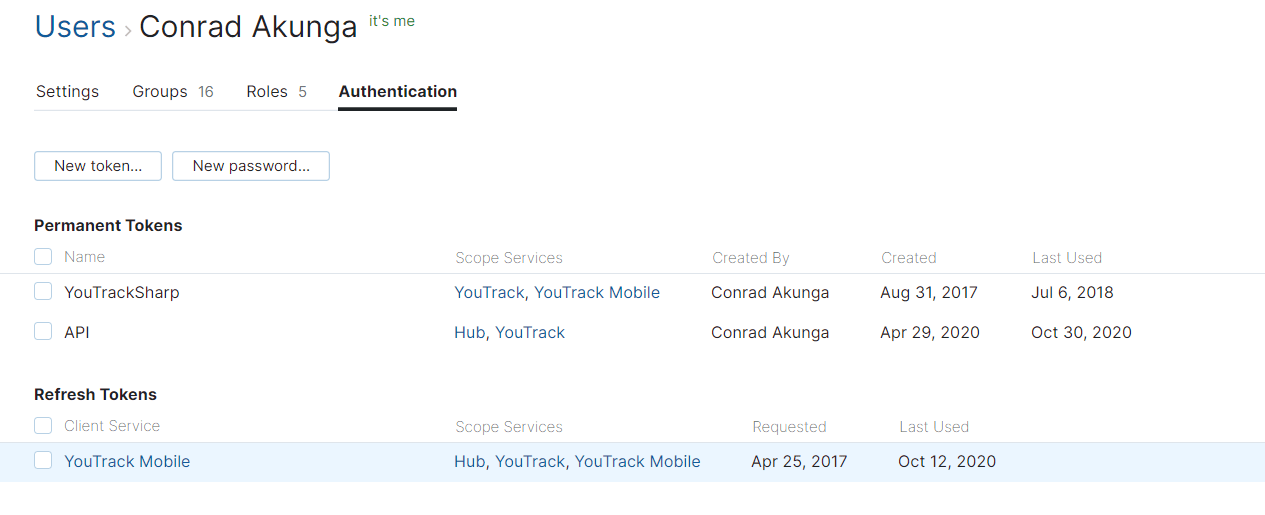 Users › Conrad Akunga it's me
Settings Groups 16 Roles 5 Authentication
New token... New password...
Permanent Tokens
Name Scope Services Created By Created Last Used
YouTrackSharp YouTrack, YouTrack Mobile Conrad Akunga Aug 31, 2017 Jul 6, 2018
API Hub, YouTrack Conrad Akunga Apr 29, 2020 Oct 30, 2020
Refresh Tokens
Client Service Scope Services Requested Last Used
YouTrack Mobile Hub, YouTrack, YouTrack Mobile Apr 25, 2017 Oct 12, 2020